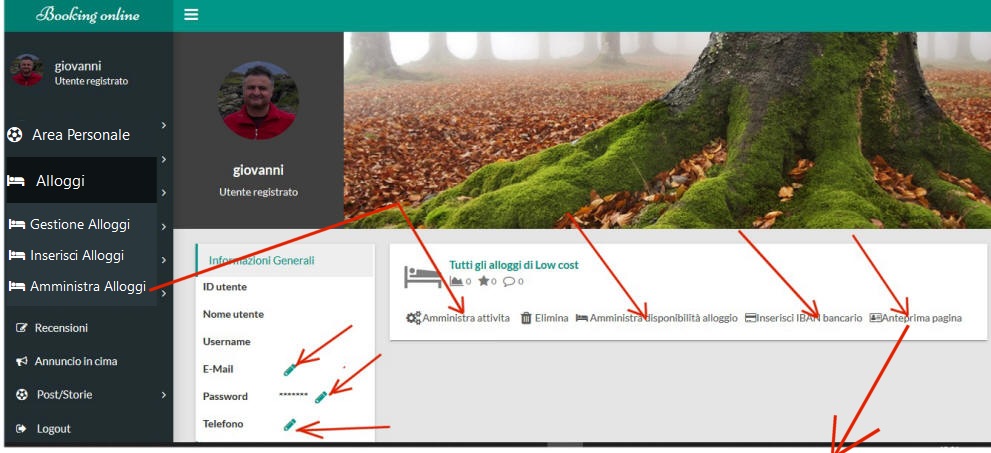 Booking online
giovanni
Utente registrato
Area Personale
Alloggi
Gestione Alloggi
Inserisci Alloggi
Amministra Alloggi
Recensioni
Annuncio in cima
Post/Storie
Logout
giovanni
Utente registrato
Informazioni Generali
ID utente
Nome utente
Username
E-Mail
Password *******
Telefono
Tutti gli alloggi di Low cost
0 0 0
Amministra attivita Elimina Amministra disponibilità alloggio Inserisci IBAN bancario Anteprima pagina